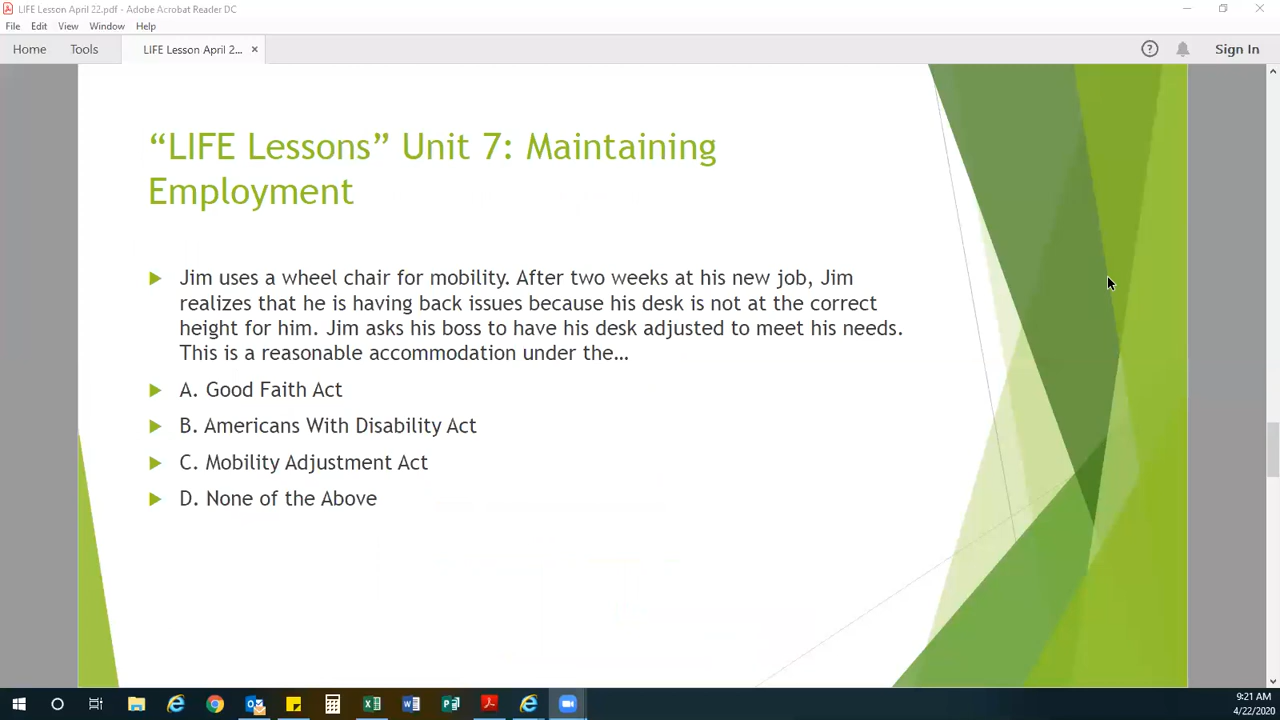 LIFE Lesson April 22.pdf - Adobe Acrobat Reader DC
File Edit View Window Help
Home Tools LIFE Lesson April 2... × Sign In
“LIFE Lessons” Unit 7: Maintaining
Employment
Jim uses a wheel chair for mobility. After two weeks at his new job, Jim
realizes that he is having back issues because his desk is not at the correct
height for him. Jim asks his boss to have his desk adjusted to meet his needs.
This is a reasonable accommodation under the…
A. Good Faith Act
B. Americans With Disability Act
C. Mobility Adjustment Act
D. None of the Above
9:21 AM
4/22/2020